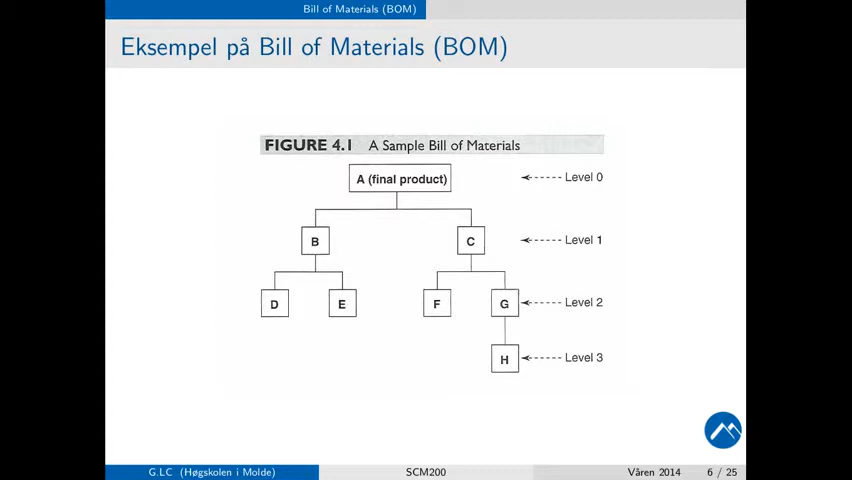 Bill of Materials (BOM)
Eksempel på Bill of Materials (BOM)
FIGURE 4.1 A Sample Bill of Materials
A (final product)
Level 0
B
C
Level 1
D
E
F
G
Level 2
H
Level 3
G.LC (Høgskolen i Molde)
SCM200
Våren 2014
6 / 25